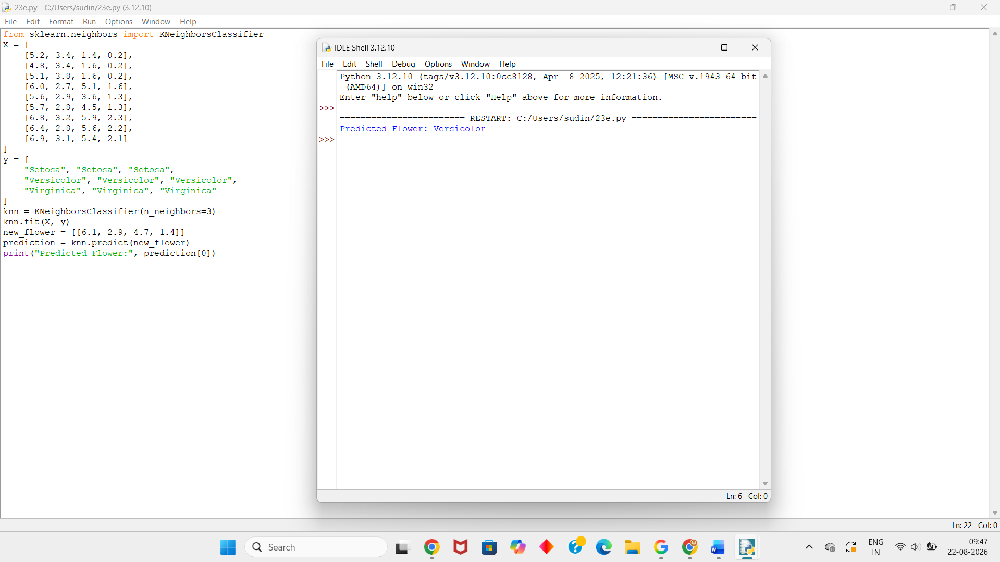 23e.py - C:/Users/sudin/23e.py (3.12.10)
File Edit Format Run Options Window Help
from sklearn.neighbors import KNeighborsClassifier
X = [
    [5.2, 3.4, 1.4, 0.2],
    [4.8, 3.4, 1.6, 0.2],
    [5.1, 3.8, 1.6, 0.2],
    [6.0, 2.7, 5.1, 1.6],
    [5.6, 2.9, 3.6, 1.3],
    [5.7, 2.8, 4.5, 1.3],
    [6.8, 3.2, 5.9, 2.3],
    [6.4, 2.8, 5.6, 2.2],
    [6.9, 3.1, 5.4, 2.1]
]
y = [
    "Setosa", "Setosa", "Setosa",
    "Versicolor", "Versicolor", "Versicolor",
    "Virginica", "Virginica", "Virginica"
]
knn = KNeighborsClassifier(n_neighbors=3)
knn.fit(X, y)
new_flower = [[6.1, 2.9, 4.7, 1.4]]
prediction = knn.predict(new_flower)
print("Predicted Flower:", prediction[0])
IDLE Shell 3.12.10
File Edit Shell Debug Options Window Help
Python 3.12.10 (tags/v3.12.10:0cc8128, Apr  8 2025, 12:21:36) [MSC v.1943 64 bit
 (AMD64)] on win32
Enter "help" below or click "Help" above for more information.
>>>
======================== RESTART: C:/Users/sudin/23e.py ========================
Predicted Flower: Versicolor
>>>
Ln: 6 Col: 0
Ln: 22 Col: 0
Search
ENG
IN
09:47
22-08-2026